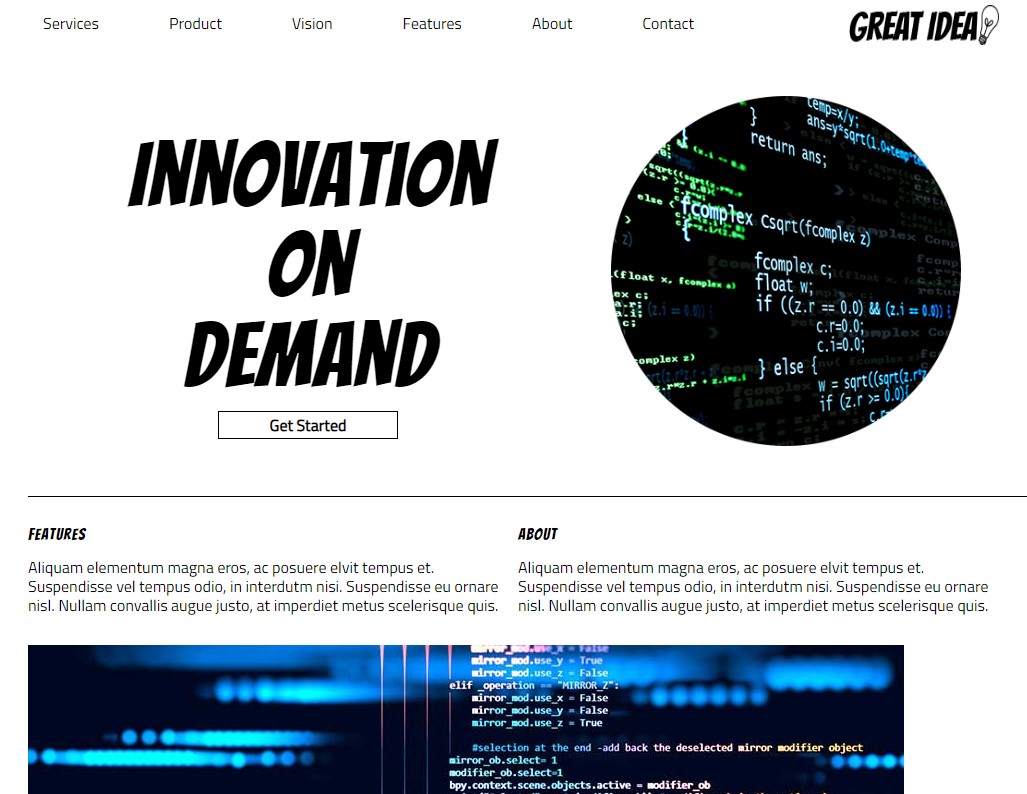 Services Product Vision Features About Contact GREAT IDEA
INNOVATION
ON
DEMAND
Get Started
temp=x/y;
} ans=y*sqrt(1.0+temp*te
return ans;
fcomplex Csqrt(fcomplex z)
{
fcomplex c;
float w;
if ((z.r == 0.0) && (z.i == 0.0)) {
c.r=0.0;
c.i=0.0;
} else {
w = sqrt((sqrt(z.r*z
if (z.r >= 0.0){
(float x, fcomplex a)
FEATURES
Aliquam elementum magna eros, ac posuere elvit tempus et.
Suspendisse vel tempus odio, in interdutm nisi. Suspendisse eu ornare
nisl. Nullam convallis augue justo, at imperdiet metus scelerisque quis.
ABOUT
Aliquam elementum magna eros, ac posuere elvit tempus et.
Suspendisse vel tempus odio, in interdutm nisi. Suspendisse eu ornare
nisl. Nullam convallis augue justo, at imperdiet metus scelerisque quis.
mirror_mod.use_x = False
mirror_mod.use_y = True
mirror_mod.use_z = False
elif _operation == "MIRROR_Z":
mirror_mod.use_x = False
mirror_mod.use_y = False
mirror_mod.use_z = True
#selection at the end -add back the deselected mirror modifier object
mirror_ob.select= 1
modifier_ob.select=1
bpy.context.scene.objects.active = modifier_ob